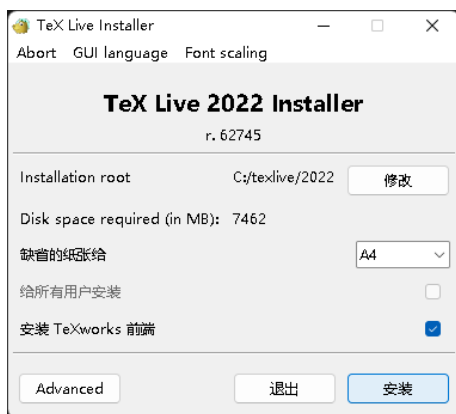 TeX Live Installer
Abort GUI language Font scaling
TeX Live 2022 Installer
r. 62745
Installation root C:/texlive/2022 修改
Disk space required (in MB): 7462
缺省的纸张给 A4
给所有用户安装
安装 TeXworks 前端
Advanced 退出 安装